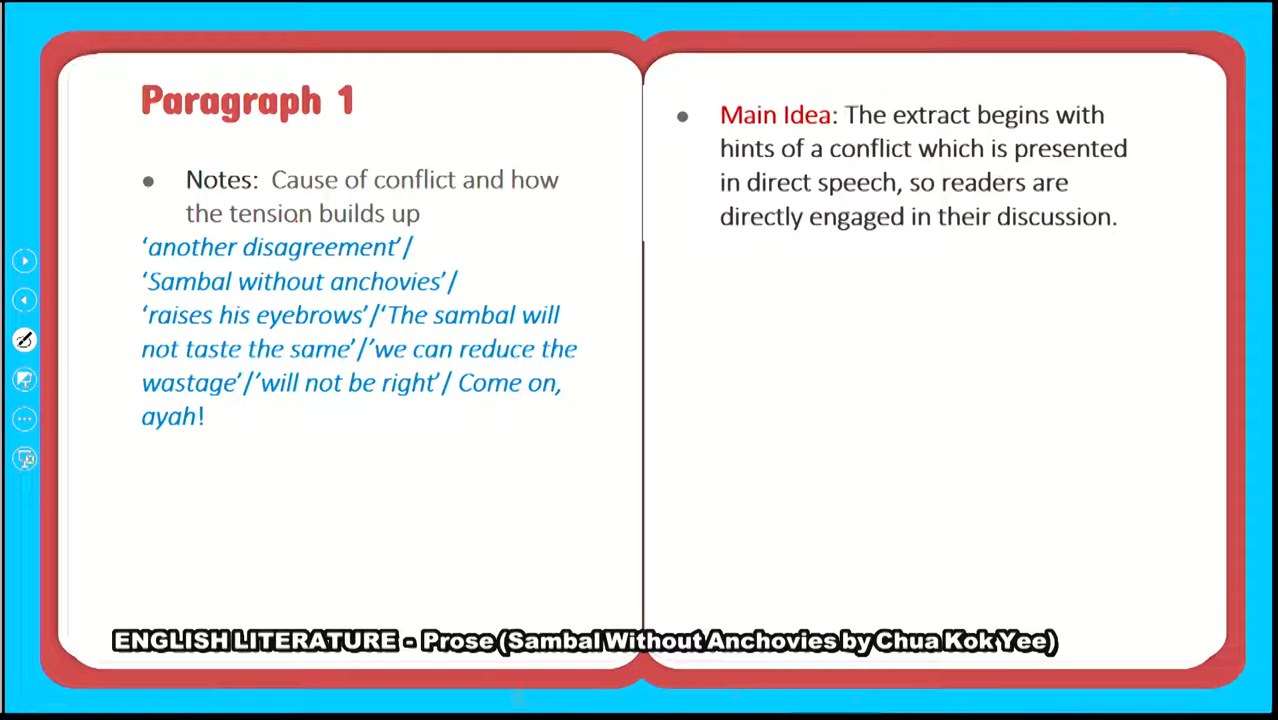 Paragraph 1
● Notes: Cause of conflict and how
the tension builds up
‘another disagreement’/
‘Sambal without anchovies’/
‘raises his eyebrows’/‘The sambal will
not taste the same’/’we can reduce the
wastage’/’will not be right’/ Come on,
ayah!
● Main Idea: The extract begins with
hints of a conflict which is presented
in direct speech, so readers are
directly engaged in their discussion.
ENGLISH LITERATURE - Prose (Sambal Without Anchovies by Chua Kok Yee)